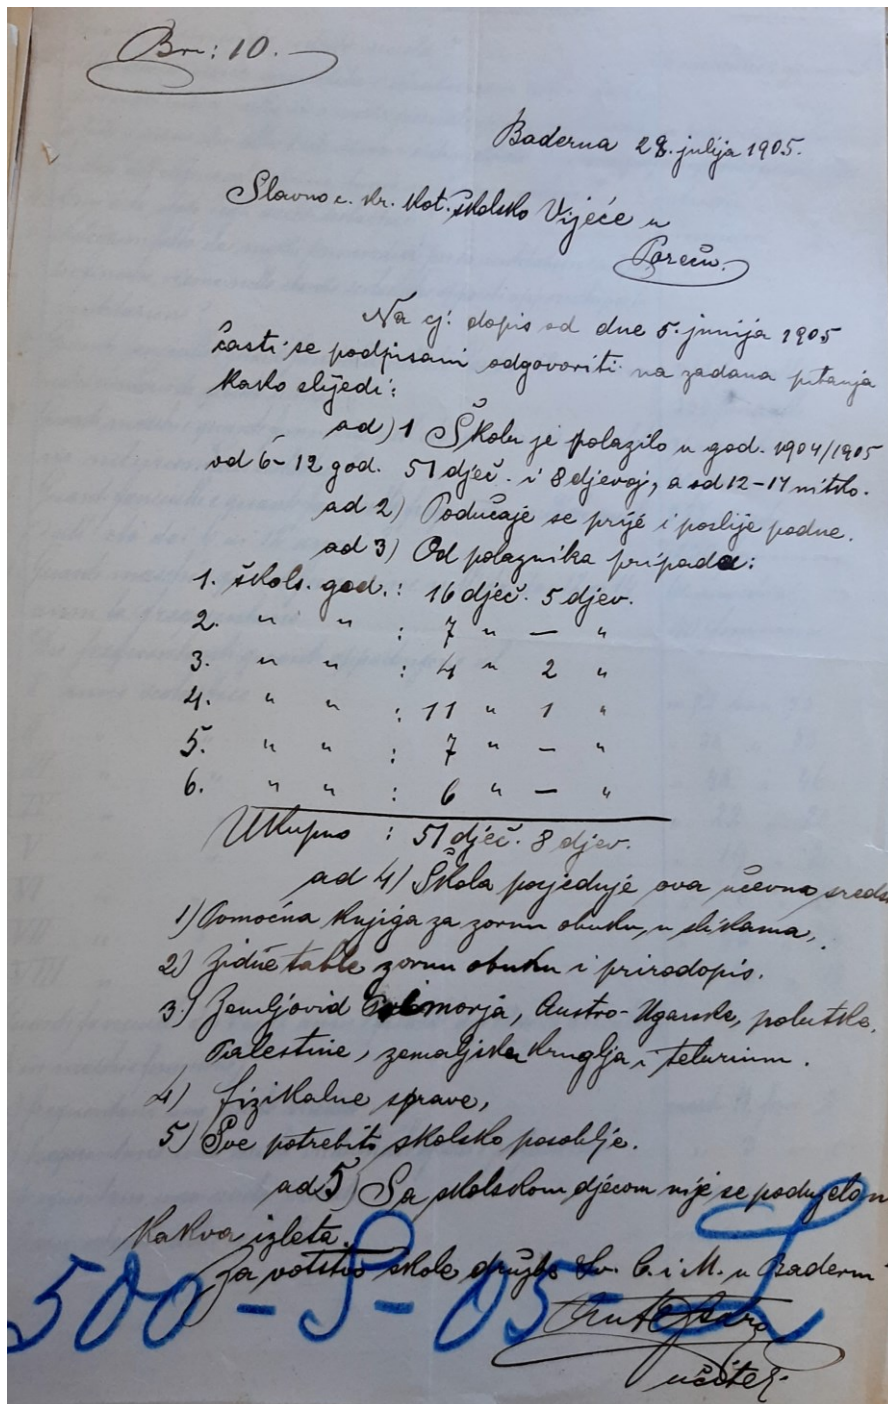 Br: 10.
Baderna 28. julija 1905.
Slavno c. kr. kot. školsko Vijeće u
Poreču.
Na cj. dopis od dne 5. junija 1905
časti se podpisani odgovoriti na zadana pitanja
kako slijedi:
ad) 1 Školu je polazilo u god. 1904/1905
od 6-12 god. 51 dječ. i 8 djevoj, a od 12-14 nitko.
ad 2) Podučaje se prije i poslije podne.
ad 3) Od polaznika pripada:
1. škols. god.: 16 dječ. 5 djev.
2. " " : 7 " — "
3. " " : 4 " 2 "
4. " " : 11 " 1 "
5. " " : 7 " — "
6. " " : 6 " — "
Ukupno : 51 dječ. 8 djev.
ad 4) Škola posjeduje ova učevna sreds
1) Pomoćna knjiga za zornu obuku, u slikama,
2) Zidne table zornu obuku i prirodopis.
3) Zemljovid Primorja, Austro-Ugarske, polutska,
Palestine, zemaljska kruglja i telurium.
4) fizikalne sprave,
5) Sve potrebito školsko pohištvo.
ad 5) Sa školskom djecom nije se poduzelo n
kakva izleta.
Za votstvo škole družbe Sv. C. i M. u Baderni
učitelj.
500-S-05